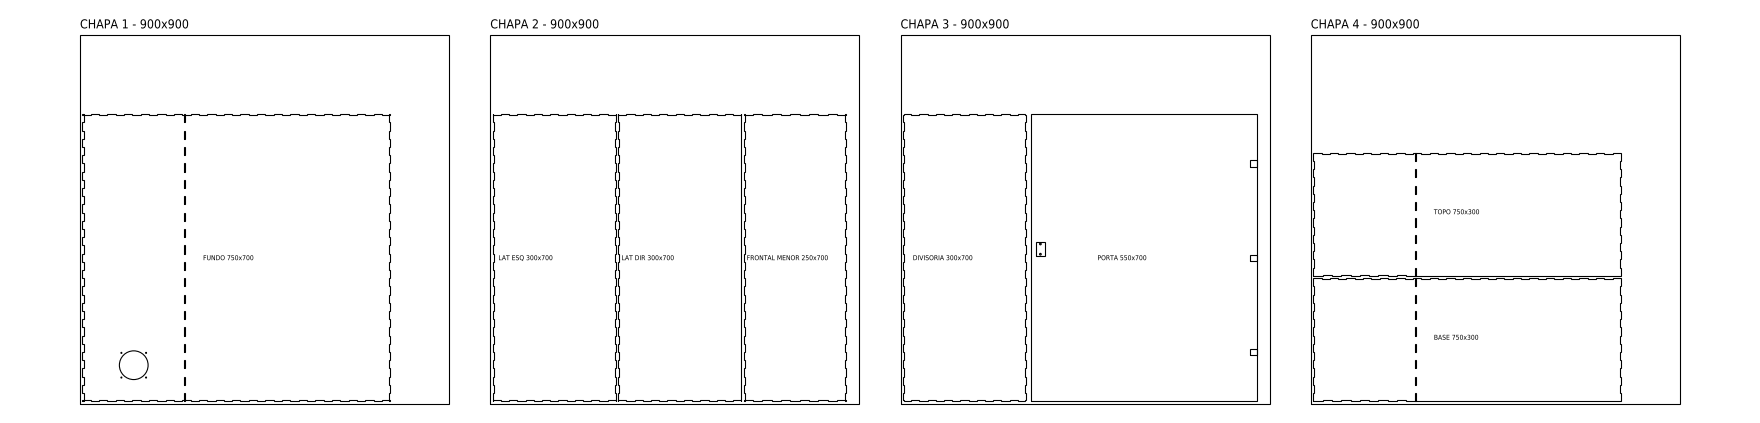 CHAPA 1 - 900x900
FUNDO 750x700
CHAPA 2 - 900x900
LAT ESQ 300x700
LAT DIR 300x700
FRONTAL MENOR 250x700
CHAPA 3 - 900x900
DIVISORIA 300x700
PORTA 550x700
CHAPA 4 - 900x900
TOPO 750x300
BASE 750x300